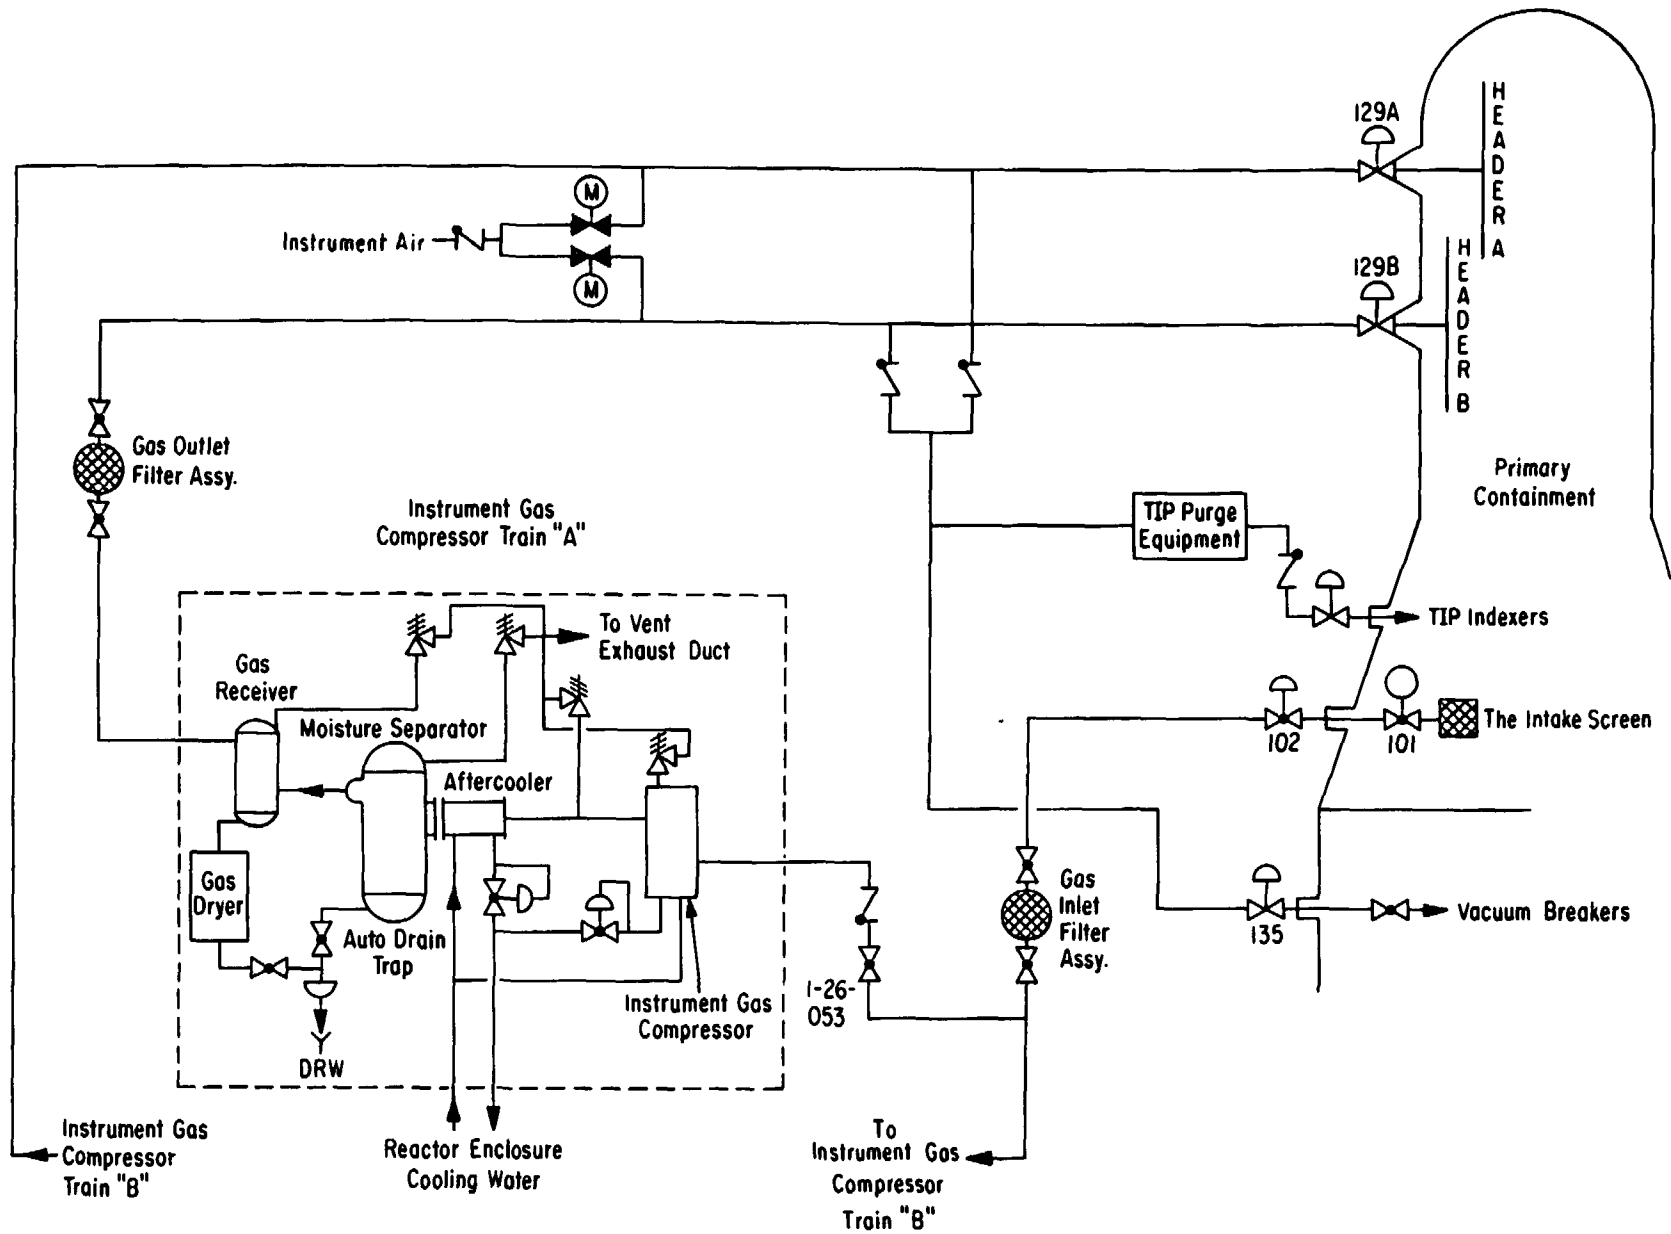 129A
HEADER A
M
Instrument Air
M
129B
HEADER B
Gas Outlet
Filter Assy.
Primary
Containment
Instrument Gas
Compressor Train "A"
TIP Purge
Equipment
TIP Indexers
To Vent
Exhaust Duct
Gas
Receiver
Moisture Separator
Aftercooler
102
101
The Intake Screen
Gas
Dryer
Auto Drain
Trap
DRW
Gas
Inlet
Filter
Assy.
135
Vacuum Breakers
1-26-
053
Instrument Gas
Compressor
Instrument Gas
Compressor
Train "B"
Reactor Enclosure
Cooling Water
To
Instrument Gas
Compressor
Train "B"